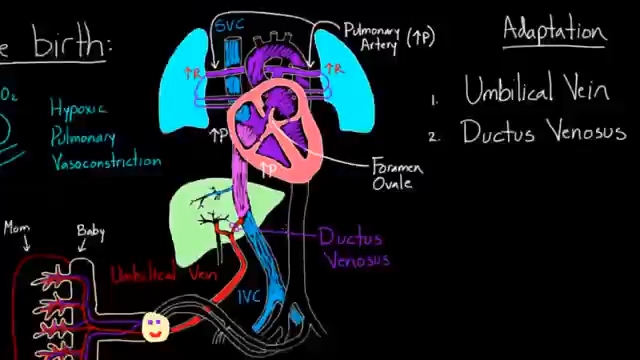 e birth:
O2
Hypoxic
Pulmonary
Vasoconstriction
SVC
Pulmonary
Artery (↑P)
↑R
↑R
↑P
↑P
Foramen
Ovale
Ductus
Venosus
Umbilical Vein
IVC
Mom
Baby
Adaptation
1. Umbilical Vein
2. Ductus Venosus